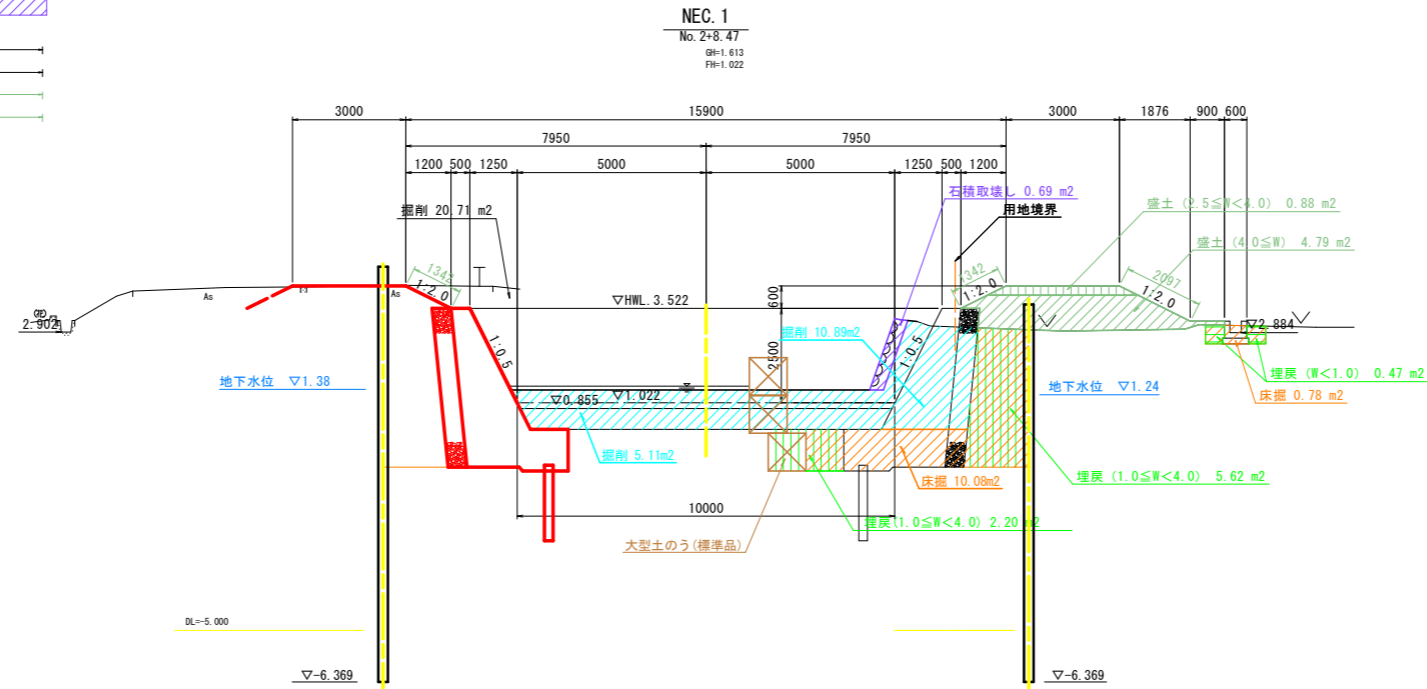 NEC. 1
No. 2+8.47
GH=1.613
FH=1.022
3000
15900
3000
1876
900
600
7950
7950
1200
500
1250
5000
5000
1250
500
1200
石積取壊し 0.69 m2
用地境界
掘削 20.71 m2
盛土 (2.5≦W<4.0) 0.88 m2
盛土 (4.0≦W) 4.79 m2
1342
1:2.0
As
As
▽HWL.3.522
600
1342
1:2.0
2097
1:2.0
2.902
▽2.884
掘削 10.89m2
2500
1:0.5
1:0.5
地下水位 ▽1.38
▽0.855
▽1.022
地下水位 ▽1.24
埋戻 (W<1.0) 0.47 m2
床掘 0.78 m2
掘削 5.11m2
床掘 10.08m2
埋戻 (1.0≦W<4.0) 5.62 m2
10000
埋戻(1.0≦W<4.0) 2.20 m2
大型土のう(標準品)
DL=-5.000
▽-6.369
▽-6.369